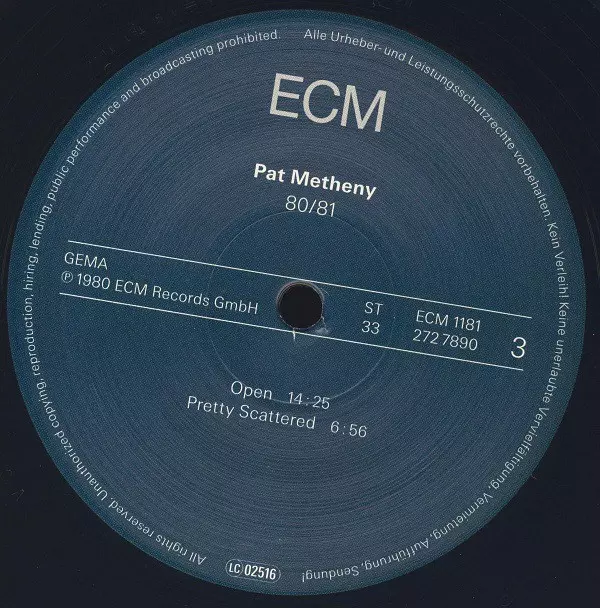 All rights reserved. Unauthorized copying, reproduction, hiring, lending, public performance and broadcasting prohibited.
Alle Urheber- und Leistungsschutzrechte vorbehalten. Kein Verleih! Keine unerlaubte Vervielfältigung, Vermietung, Aufführung, Sendung!
ECM
Pat Metheny
80/81
GEMA
℗ 1980 ECM Records GmbH
ST
33
ECM 1181
272 7890
3
Open 14:25
Pretty Scattered 6:56
LC 02516